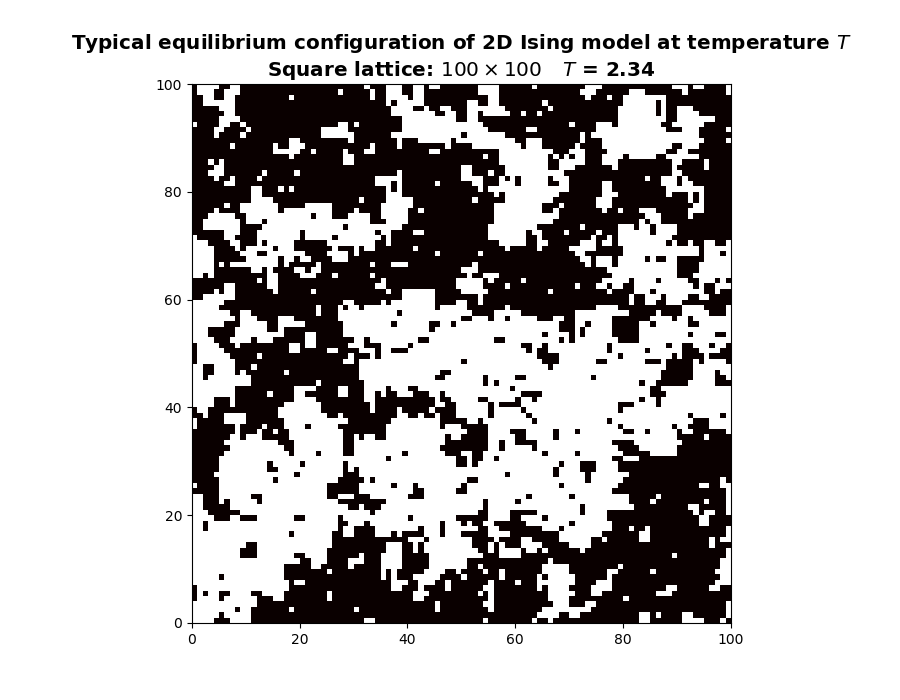 Typical equilibrium configuration of 2D Ising model at temperature T
Square lattice: 100 × 100 T = 2.34
100
80
60
40
20
0
0 20 40 60 80 100